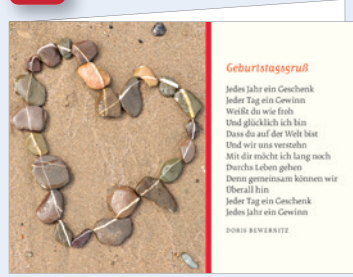 Geburtstagsgruß
Jedes Jahr ein Geschenk
Jeder Tag ein Gewinn
Weißt du wie froh
Und glücklich ich bin
Dass du auf der Welt bist
Und wir uns verstehn
Mit dir möcht ich lang noch
Durchs Leben gehen
Denn gemeinsam können wir
Überall hin
Jeder Tag ein Geschenk
Jedes Jahr ein Gewinn
DORIS BEWERNITZ